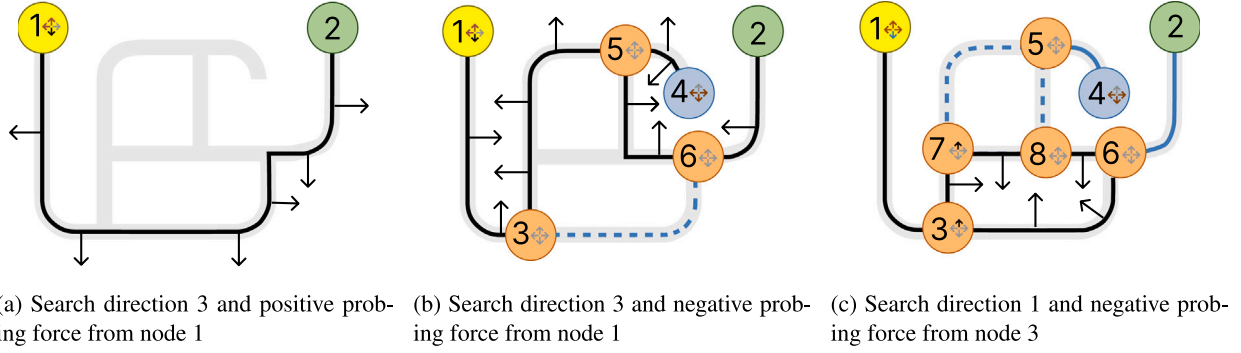 1 2
1 5 2
4
6
3
1 5 2
4
7 8 6
3
(a) Search direction 3 and positive prob-
ing force from node 1
(b) Search direction 3 and negative prob-
ing force from node 1
(c) Search direction 1 and negative prob-
ing force from node 3